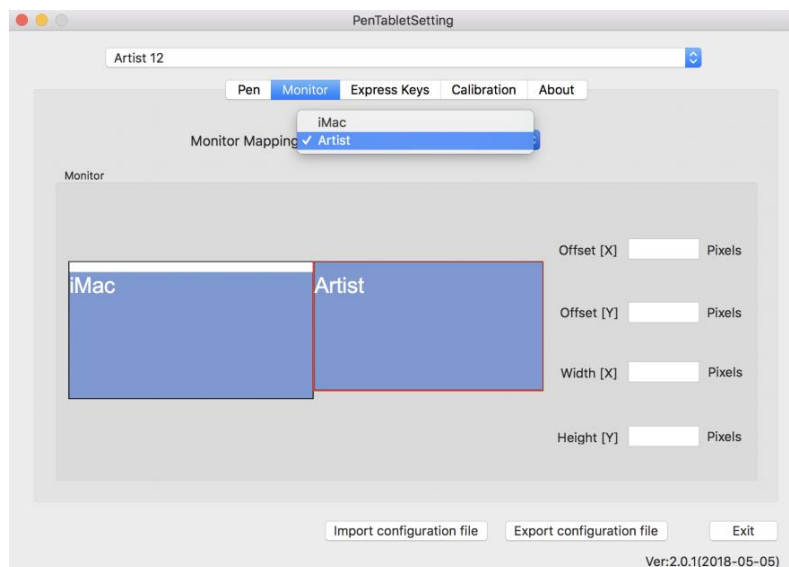 PenTabletSetting
Artist 12
Pen Monitor Express Keys Calibration About
iMac
Monitor Mapping ✓ Artist
Monitor
Offset [X] Pixels
iMac Artist
Offset [Y] Pixels
Width [X] Pixels
Height [Y] Pixels
Import configuration file Export configuration file Exit
Ver:2.0.1(2018-05-05)